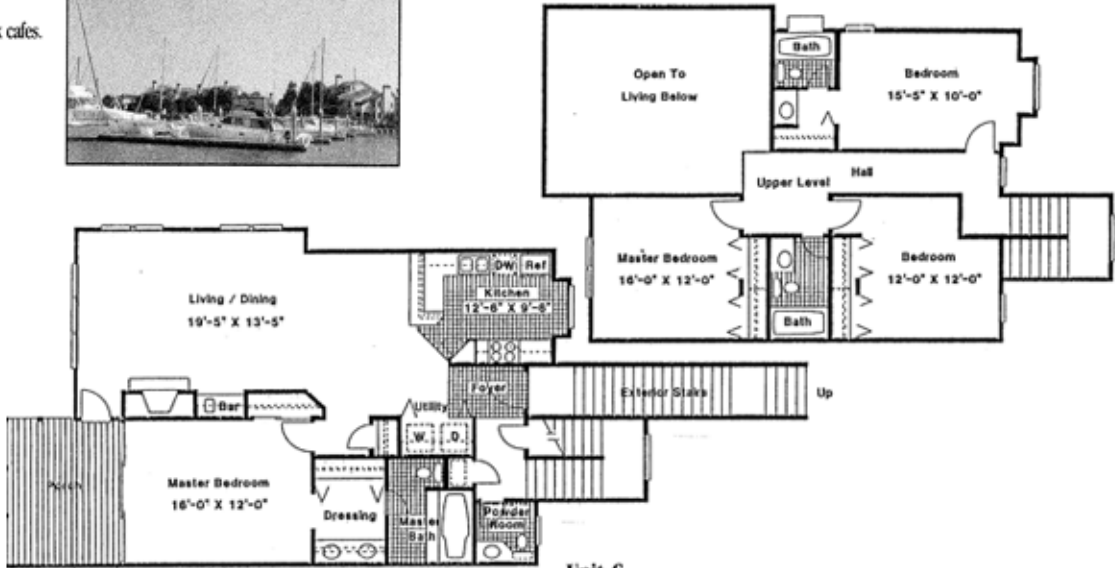 cafes.
Bath
Open To
Living Below
Bedroom
15'-5" X 10'-0"
Hall
Upper Level
Master Bedroom
16'-0" X 12'-0"
Bedroom
12'-0" X 12'-0"
Bath
DW Ref
Kitchen
12'-6" X 9'-6"
Living / Dining
19'-5" X 13'-5"
Foyer
Exterior Stairs
Up
Bar
Utility
W D
Porch
Master Bedroom
16'-0" X 12'-0"
Dressing
Master
Bath
Powder
Room